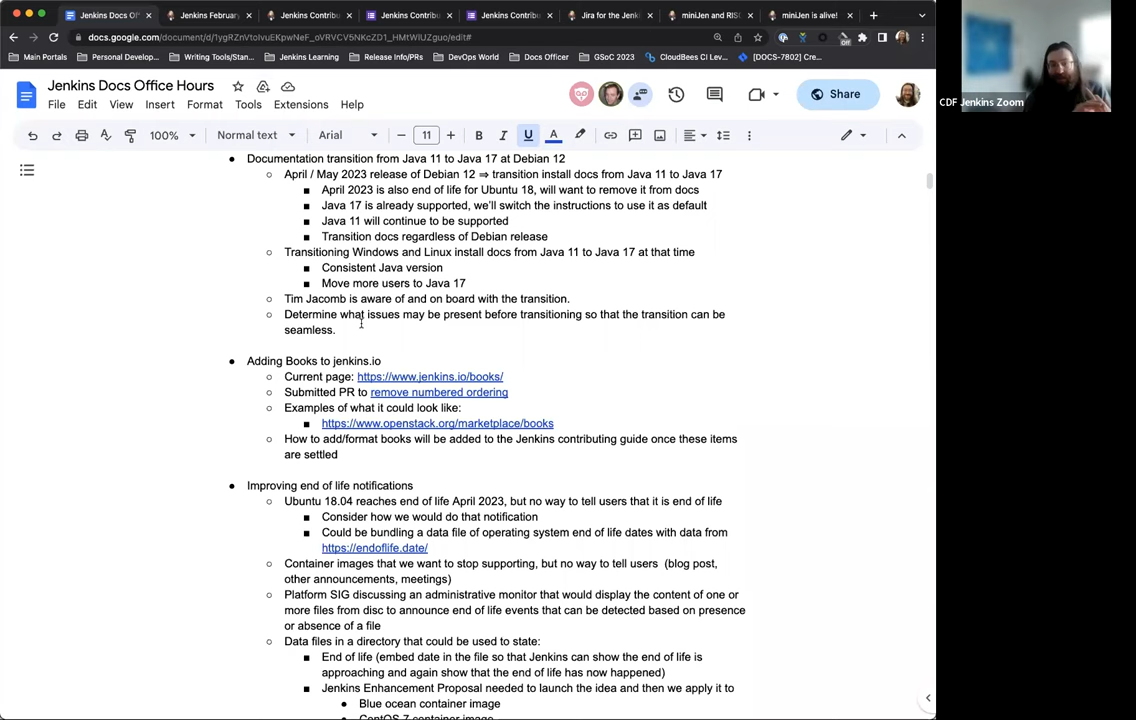 Jenkins Docs Of
Jenkins February
Jenkins Contribu
Jenkins Contribu
Jenkins Contribu
Jira for the Jenki
miniJen and RIS
miniJen is alive!
docs.google.com/document/d/1ygRZnVtoIvuEKpwNeF_oVRVCV5NKcZD1_HMtWlUZguo/edit#
Main Portals
Personal Develop...
Writing Tools/Stan...
Jenkins Learning
Release Info/PRs
DevOps World
Docs Officer
GSoC 2023
CloudBees CI Lev...
[DOCS-7802] Cre...
Jenkins Docs Office Hours
File Edit View Insert Format Tools Extensions Help
Share
100% Normal text Arial 11
Documentation transition from Java 11 to Java 17 at Debian 12
April / May 2023 release of Debian 12 ⇒ transition install docs from Java 11 to Java 17
April 2023 is also end of life for Ubuntu 18, will want to remove it from docs
Java 17 is already supported, we'll switch the instructions to use it as default
Java 11 will continue to be supported
Transition docs regardless of Debian release
Transitioning Windows and Linux install docs from Java 11 to Java 17 at that time
Consistent Java version
Move more users to Java 17
Tim Jacomb is aware of and on board with the transition.
Determine what issues may be present before transitioning so that the transition can be
seamless.
Adding Books to jenkins.io
Current page: https://www.jenkins.io/books/
Submitted PR to remove numbered ordering
Examples of what it could look like:
https://www.openstack.org/marketplace/books
How to add/format books will be added to the Jenkins contributing guide once these items
are settled
Improving end of life notifications
Ubuntu 18.04 reaches end of life April 2023, but no way to tell users that it is end of life
Consider how we would do that notification
Could be bundling a data file of operating system end of life dates with data from
https://endoflife.date/
Container images that we want to stop supporting, but no way to tell users (blog post,
other announcements, meetings)
Platform SIG discussing an administrative monitor that would display the content of one or
more files from disc to announce end of life events that can be detected based on presence
or absence of a file
Data files in a directory that could be used to state:
End of life (embed date in the file so that Jenkins can show the end of life is
approaching and again show that the end of life has now happened)
Jenkins Enhancement Proposal needed to launch the idea and then we apply it to
Blue ocean container image
CentOS 7 container image
CDF Jenkins Zoom